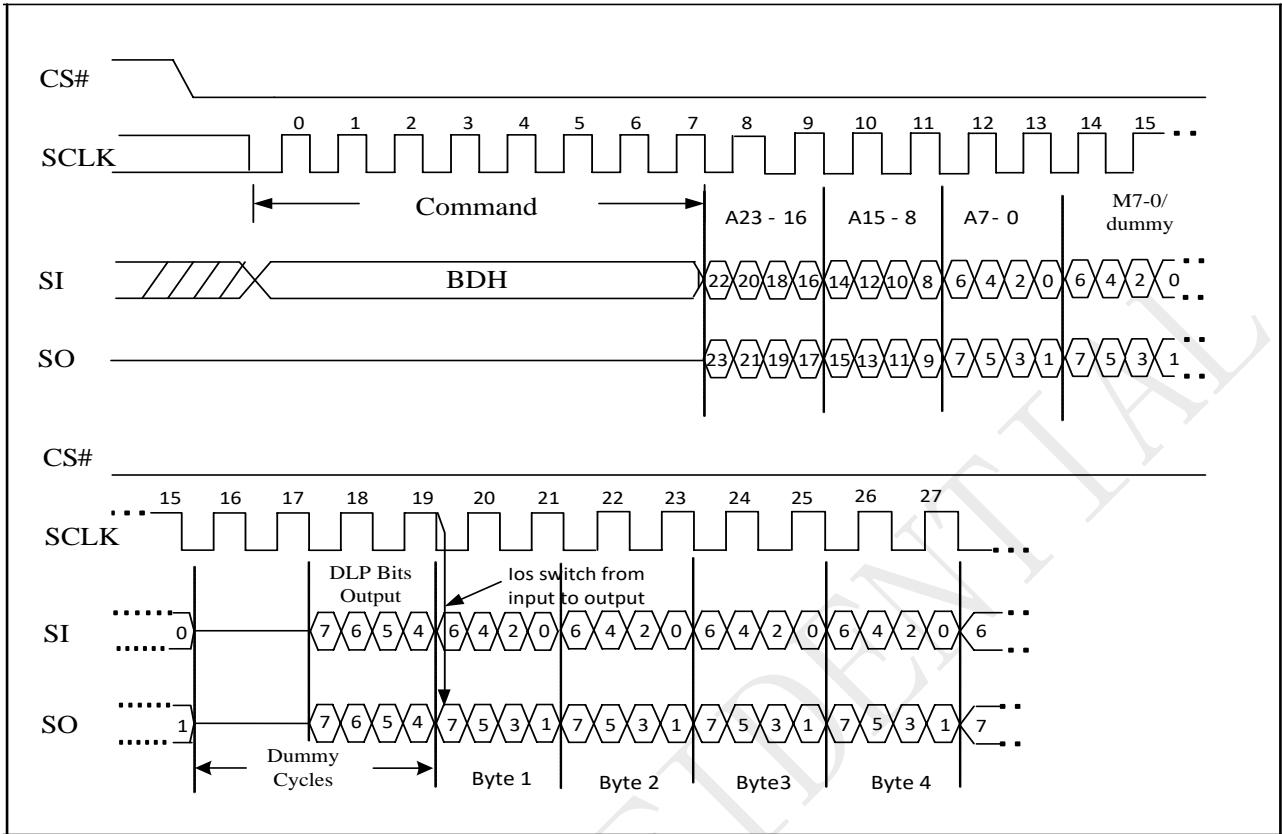 CS#
0 1 2 3 4 5 6 7 8 9 10 11 12 13 14 15
SCLK
Command
A23 - 16
A15 - 8
A7 - 0
M7-0/
dummy
SI
BDH
22 20 18 16 14 12 10 8 6 4 2 0 6 4 2 0
SO
23 21 19 17 15 13 11 9 7 5 3 1 7 5 3 1
CS#
15 16 17 18 19 20 21 22 23 24 25 26 27
SCLK
DLP Bits
Output
Ios switch from
input to output
SI
0 7 6 5 4 6 4 2 0 6 4 2 0 6 4 2 0 6 4 2 0 6
SO
1 7 6 5 4 7 5 3 1 7 5 3 1 7 5 3 1 7 5 3 1 7
Dummy
Cycles
Byte 1
Byte 2
Byte3
Byte 4
IDENTIAL